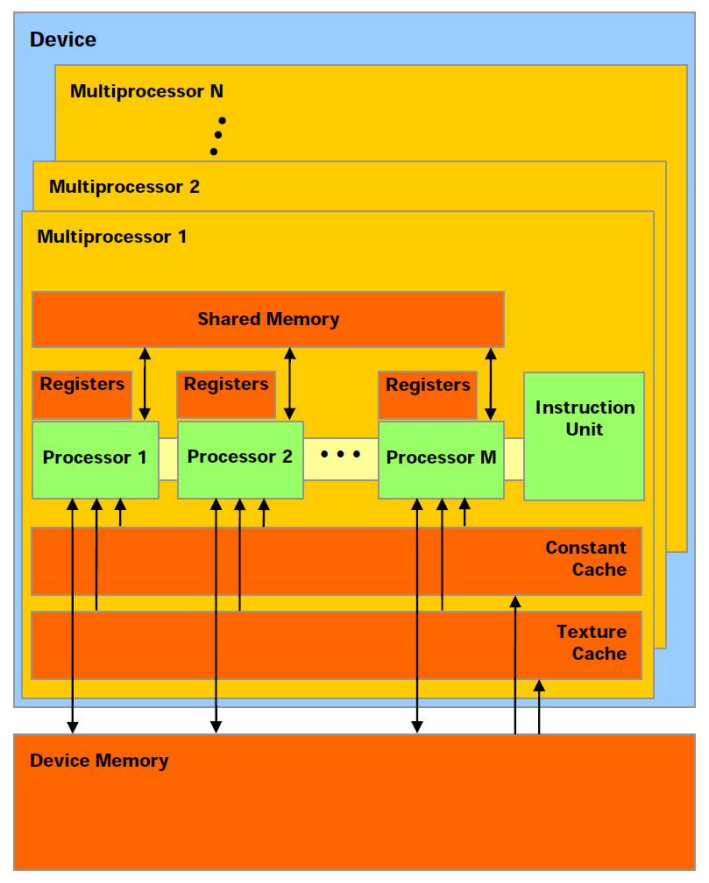 Device
Multiprocessor N
Multiprocessor 2
Multiprocessor 1
Shared Memory
Registers
Registers
Registers
Instruction
Unit
Processor 1
Processor 2
Processor M
Constant
Cache
Texture
Cache
Device Memory